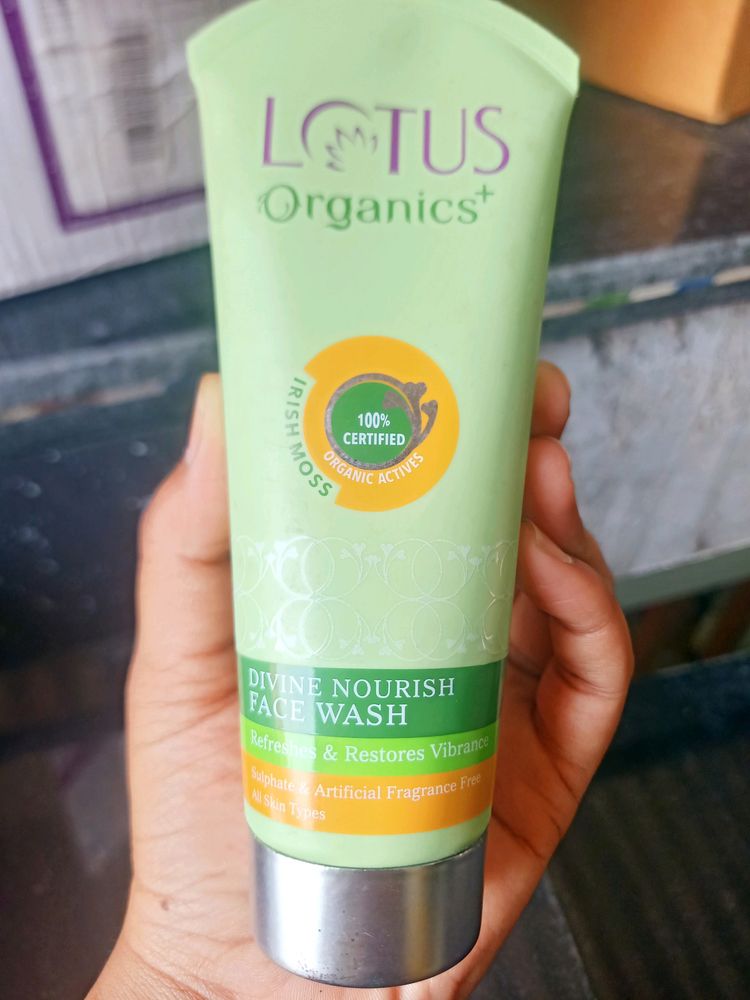 LOTUS
Organics+
IRISH MOSS
100%
CERTIFIED
ORGANIC ACTIVES
DIVINE NOURISH
FACE WASH
Refreshes & Restores Vibrance
Sulphate & Artificial Fragrance Free
All Skin Types